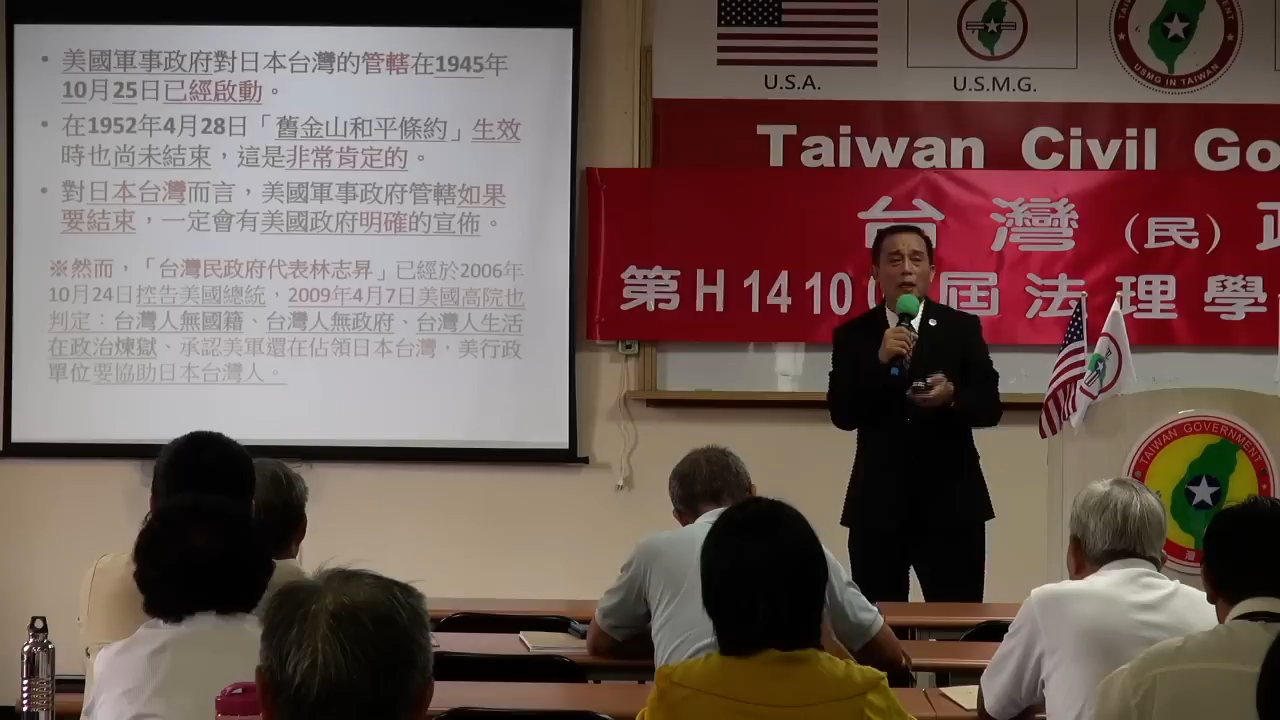 • 美國軍事政府對日本台灣的管轄在1945年
10月25日已經啟動。
• 在1952年4月28日「舊金山和平條約」生效
時也尚未結束，這是非常肯定的。
• 對日本台灣而言，美國軍事政府管轄如果
要結束，一定會有美國政府明確的宣佈。
※然而，「台灣民政府代表林志昇」已經於2006年
10月24日控告美國總統，2009年4月7日美國高院也
判定：台灣人無國籍、台灣人無政府、台灣人生活
在政治煉獄、承認美軍還在佔領日本台灣，美行政
單位要協助日本台灣人。
U.S.A.
U.S.M.G.
TAIWAN GOVERNMENT
USMG IN TAIWAN
Taiwan Civil Go
台灣（民）政
第H14100屆法理學
TAIWAN GOVERNMENT
灣